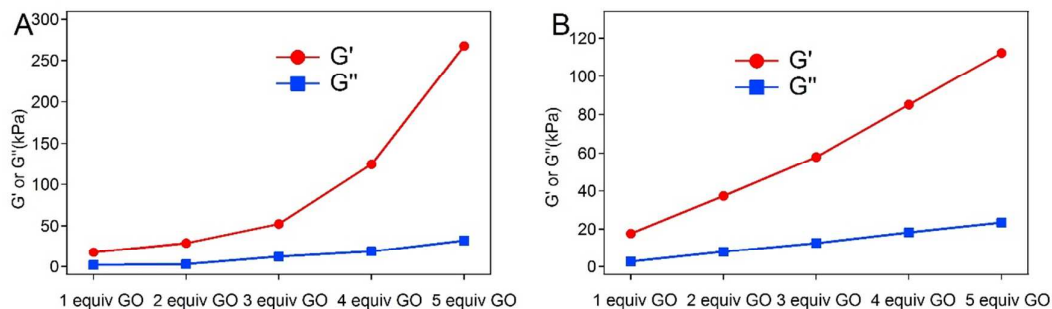 A
300
250
200
150
100
50
0
G' or G"(kPa)
G'
G"
1 equiv GO 2 equiv GO 3 equiv GO 4 equiv GO 5 equiv GO
B
120
100
80
60
40
20
0
G' or G"(kPa)
G'
G"
1 equiv GO 2 equiv GO 3 equiv GO 4 equiv GO 5 equiv GO